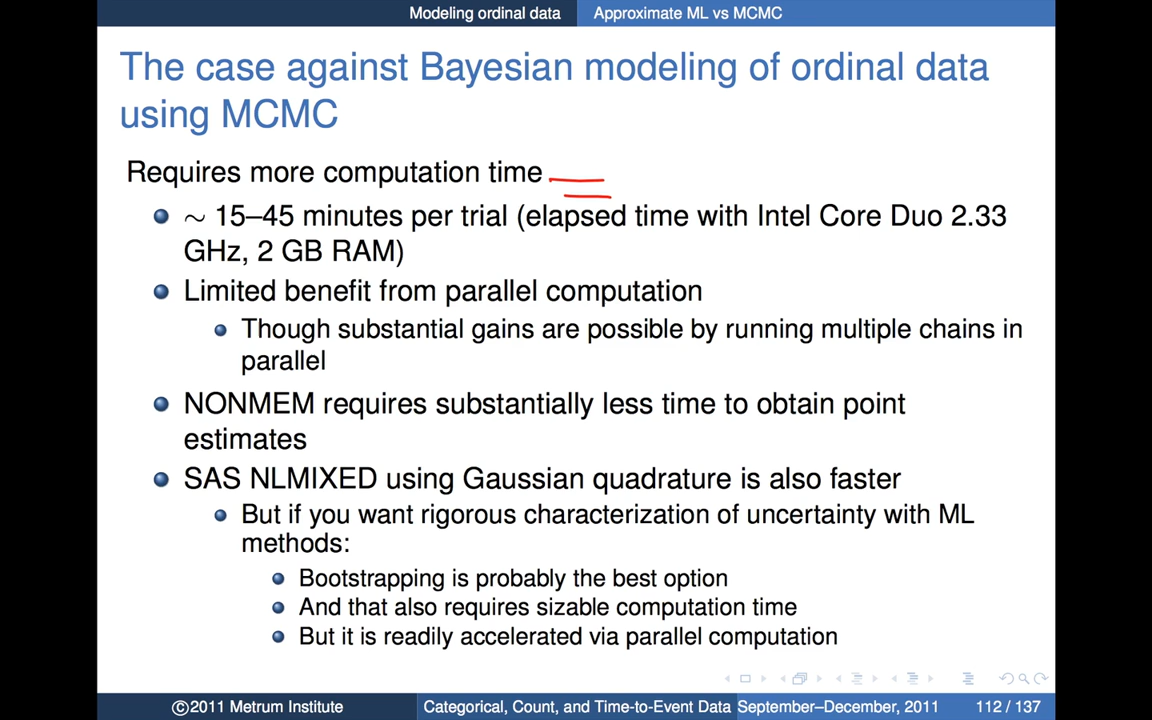 Modeling ordinal data Approximate ML vs MCMC
The case against Bayesian modeling of ordinal data
using MCMC
Requires more computation time
∼ 15–45 minutes per trial (elapsed time with Intel Core Duo 2.33
GHz, 2 GB RAM)
Limited benefit from parallel computation
Though substantial gains are possible by running multiple chains in
parallel
NONMEM requires substantially less time to obtain point
estimates
SAS NLMIXED using Gaussian quadrature is also faster
But if you want rigorous characterization of uncertainty with ML
methods:
Bootstrapping is probably the best option
And that also requires sizable computation time
But it is readily accelerated via parallel computation
©2011 Metrum Institute Categorical, Count, and Time-to-Event Data September–December, 2011 112 / 137